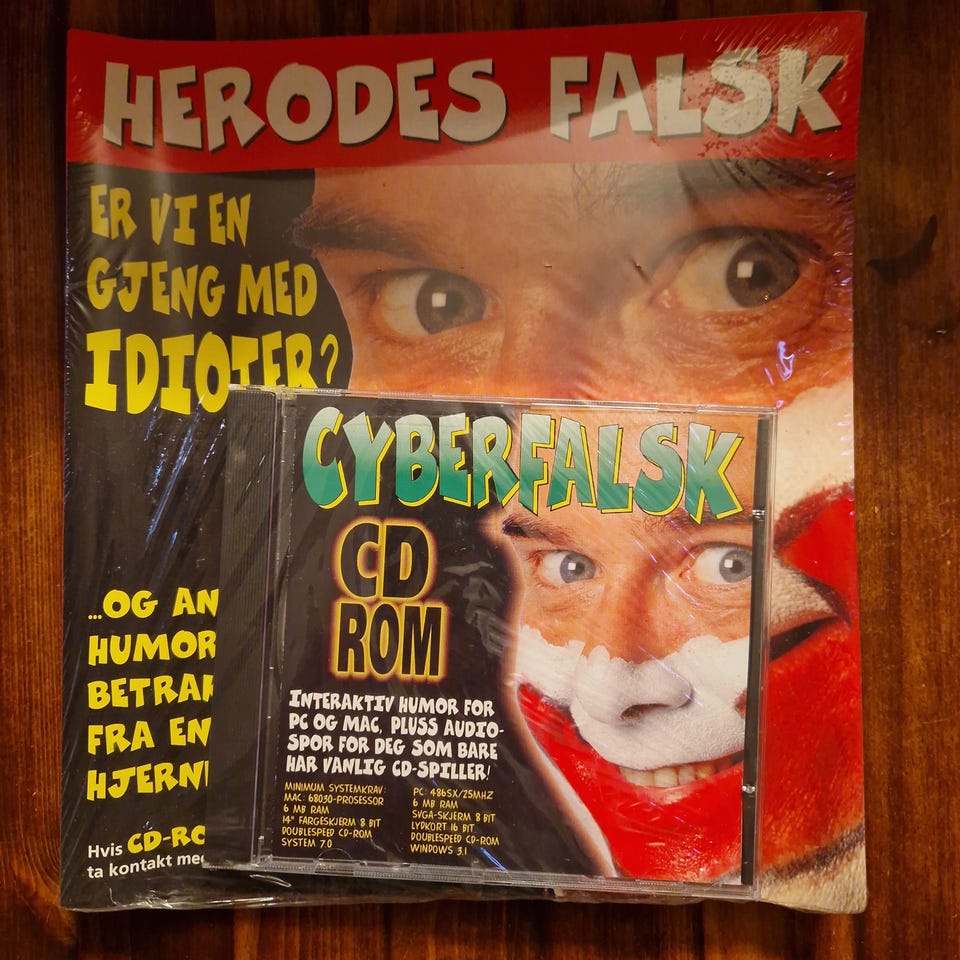 HERODES FALSK
ER VI EN
GJENG MED
IDIOTER?
...OG AN
HUMOR
BETRAK
FRA EN
HJERN
Hvis CD-RO
ta kontakt med
CYBERFALSK
CD
ROM
INTERAKTIV HUMOR FOR
PC OG MAC, PLUSS AUDIO-
SPOR FOR DEG SOM BARE
HAR VANLIG CD-SPILLER!
MINIMUM SYSTEMKRAV:
MAC: 68030-PROSESSOR
6 MB RAM
14" FARGESKJERM 8 BIT
DOUBLESPEED CD-ROM
SYSTEM 7.0
PC: 486SX/25MHZ
6 MB RAM
SVGA-SKJERM 8 BIT
LYDKORT 16 BIT
DOUBLESPEED CD-ROM
WINDOWS 3.1